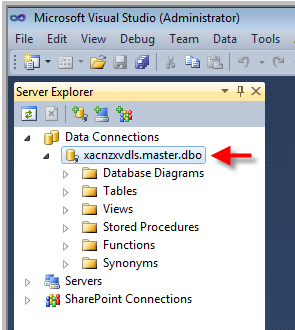 Microsoft Visual Studio (Administrator)
File Edit View Debug Team Data Tools
Server Explorer
Data Connections
xacnzxvdls.master.dbo
Database Diagrams
Tables
Views
Stored Procedures
Functions
Synonyms
Servers
SharePoint Connections